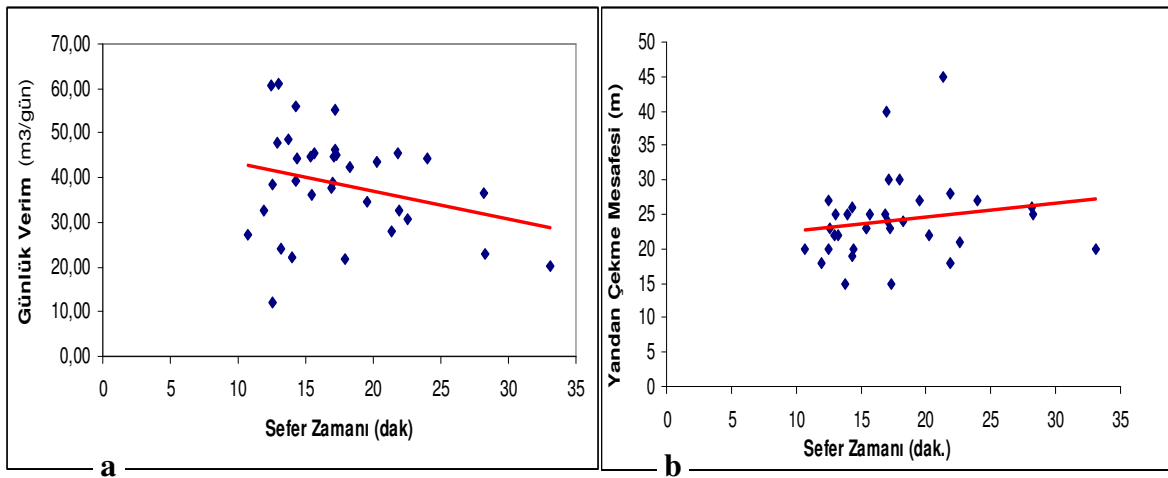 70,00
60,00
50,00
40,00
30,00
20,00
10,00
0,00
Günlük Verim (m3/gün)
0 5 10 15 20 25 30 35
Sefer Zamanı (dak)
a
50
45
40
35
30
25
20
15
10
5
0
Yandan Çekme Mesafesi (m)
0 5 10 15 20 25 30 35
Sefer Zamanı (dak.)
b